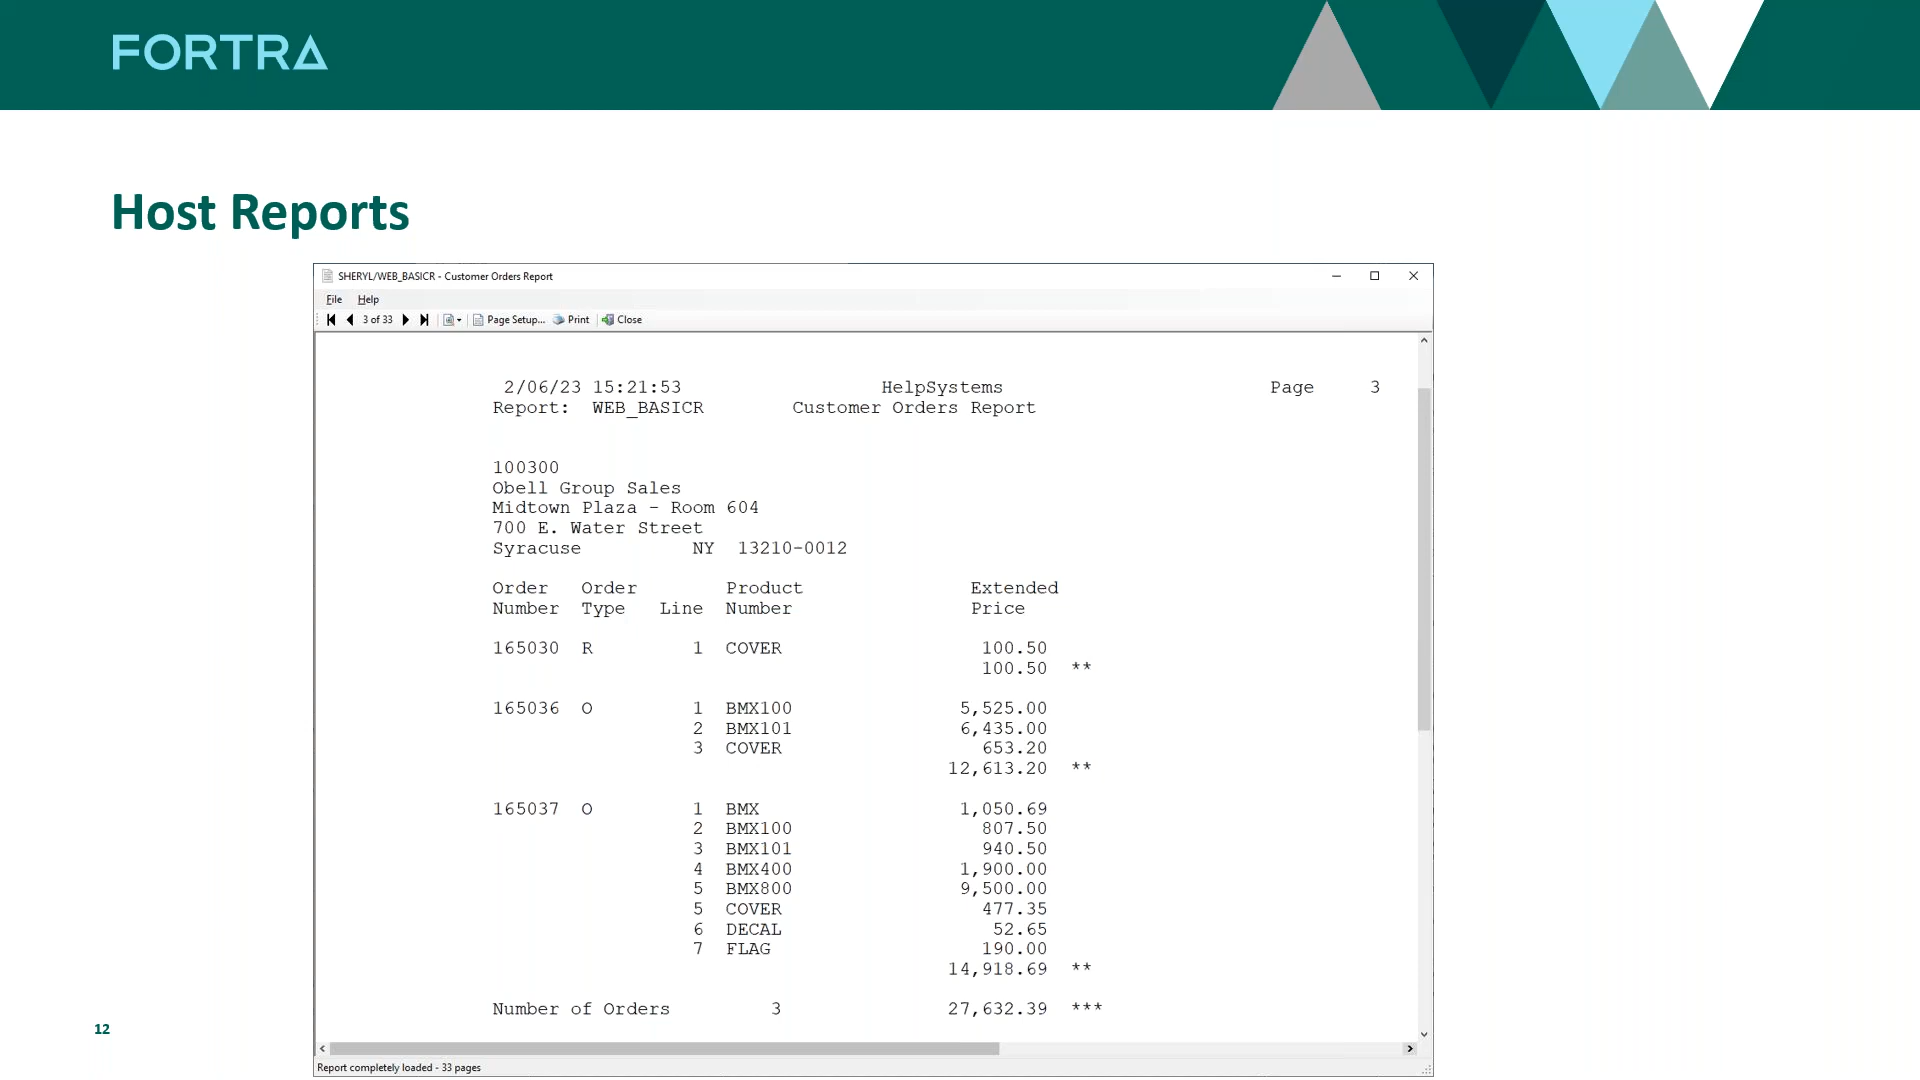 FORTRA
Host Reports
SHERYL/WEB_BASICR - Customer Orders Report
File Help
3 of 33 Page Setup... Print Close
2/06/23 15:21:53 HelpSystems Page 3
Report: WEB_BASICR Customer Orders Report
100300
Obell Group Sales
Midtown Plaza - Room 604
700 E. Water Street
Syracuse NY 13210-0012
Order Order Product Extended
Number Type Line Number Price
165030 R 1 COVER 100.50
100.50 **
165036 O 1 BMX100 5,525.00
2 BMX101 6,435.00
3 COVER 653.20
12,613.20 **
165037 O 1 BMX 1,050.69
2 BMX100 807.50
3 BMX101 940.50
4 BMX400 1,900.00
5 BMX800 9,500.00
5 COVER 477.35
6 DECAL 52.65
7 FLAG 190.00
14,918.69 **
Number of Orders 3 27,632.39 ***
12
Report completely loaded - 33 pages